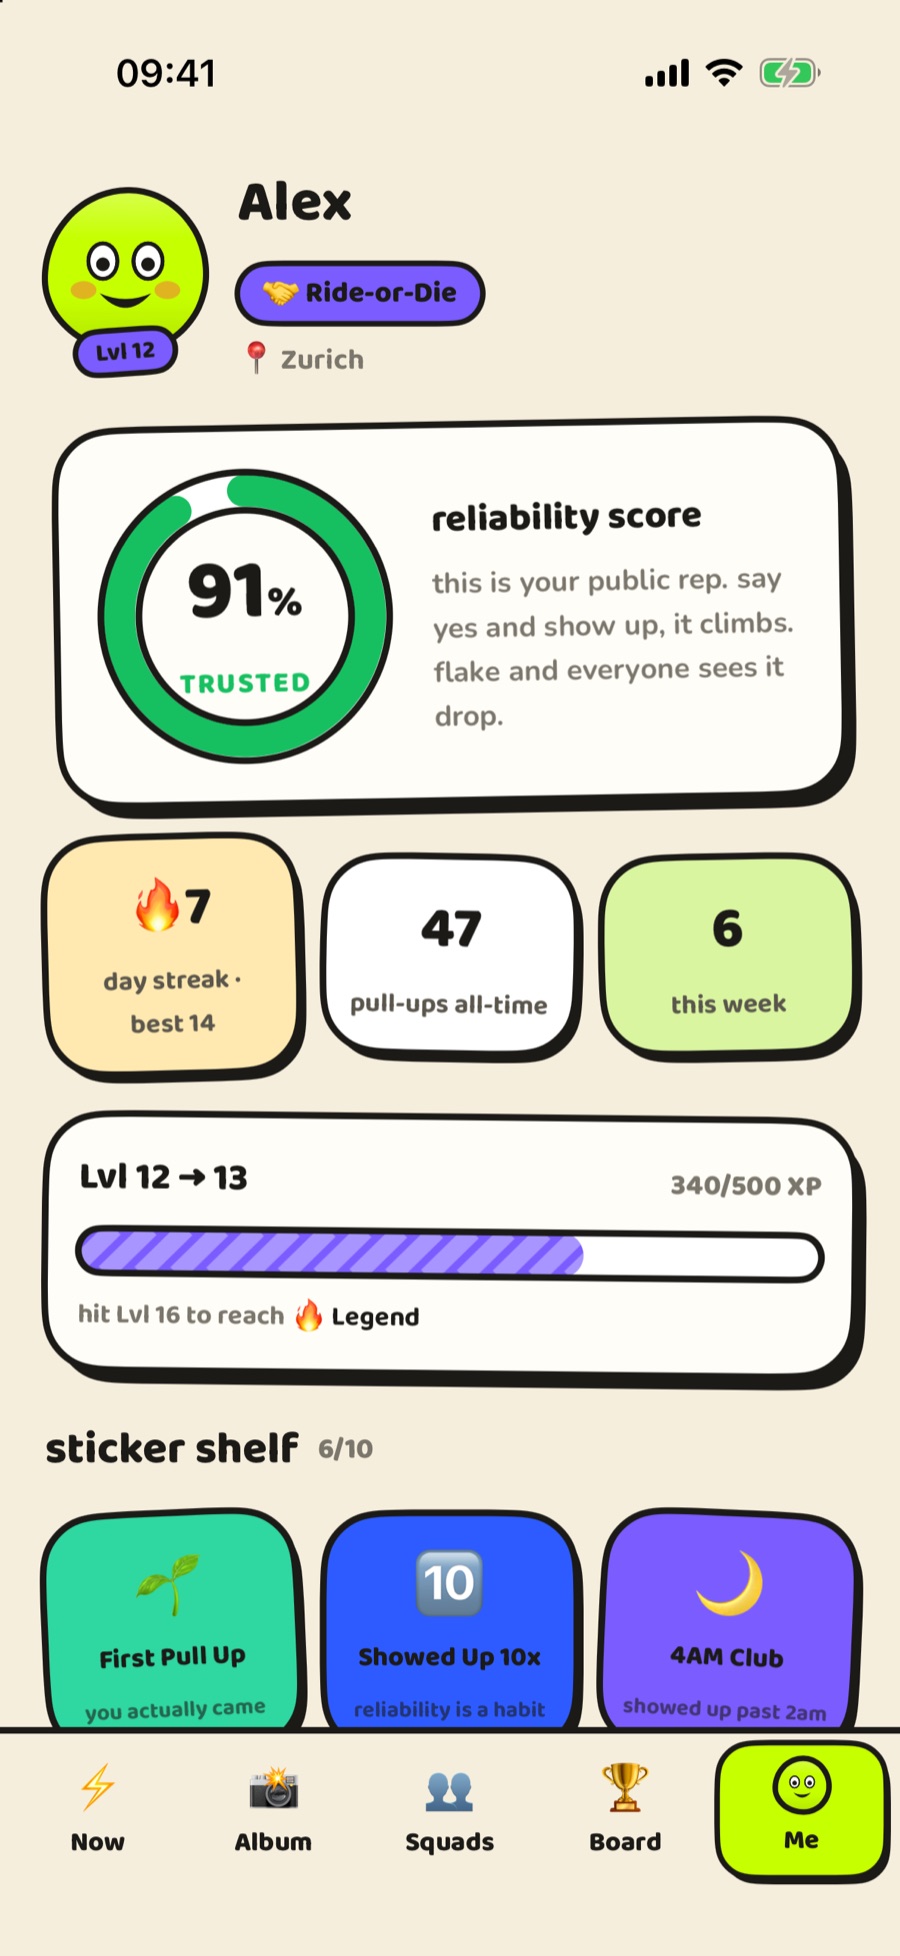 09:41
Alex
🤝 Ride-or-Die
Lvl 12
📍 Zurich
reliability score
91%
TRUSTED
this is your public rep. say
yes and show up, it climbs.
flake and everyone sees it
drop.
🔥7
day streak ·
best 14
47
pull-ups all-time
6
this week
Lvl 12 → 13
340/500 XP
hit Lvl 16 to reach 🔥 Legend
sticker shelf 6/10
10
First Pull Up
you actually came
Showed Up 10x
reliability is a habit
4AM Club
showed up past 2am
Now
Album
Squads
Board
Me